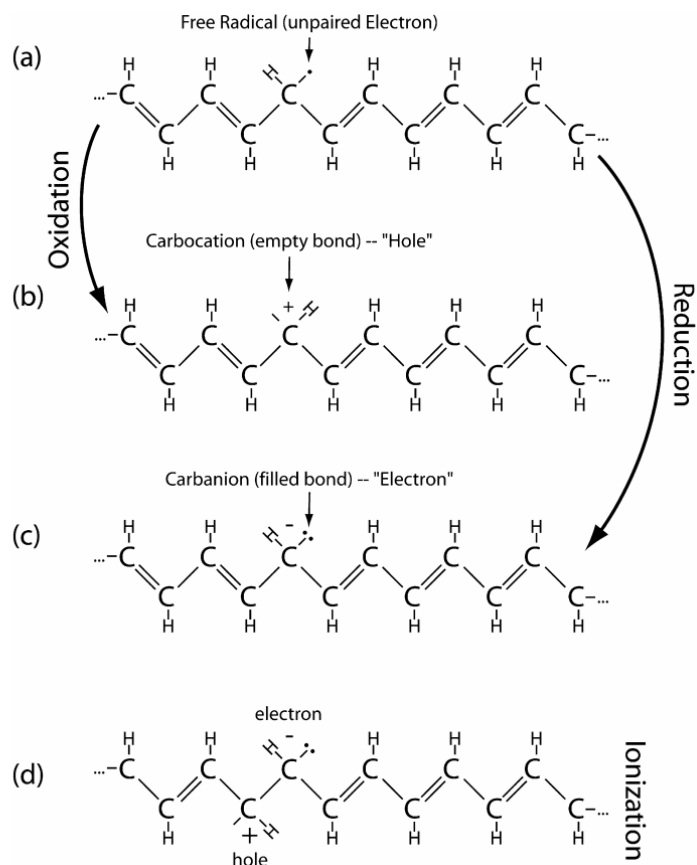 Free Radical (unpaired Electron)
(a)
H H H H H H
...-C C C C C C
C C C C C C-...
H H H H H H
Oxidation
Carbocation (empty bond) -- "Hole"
(b)
H H + H H H H
...-C C C C C C
C C C C C C-...
H H H H H H
Reduction
Carbanion (filled bond) -- "Electron"
(c)
H H H - H H H
...-C C C C C C
C C C C C C-...
H H H H H H
electron
(d)
H H H - H H H
...-C C C C C C
C C C C C C-...
H + H H H H H
hole
Ionization